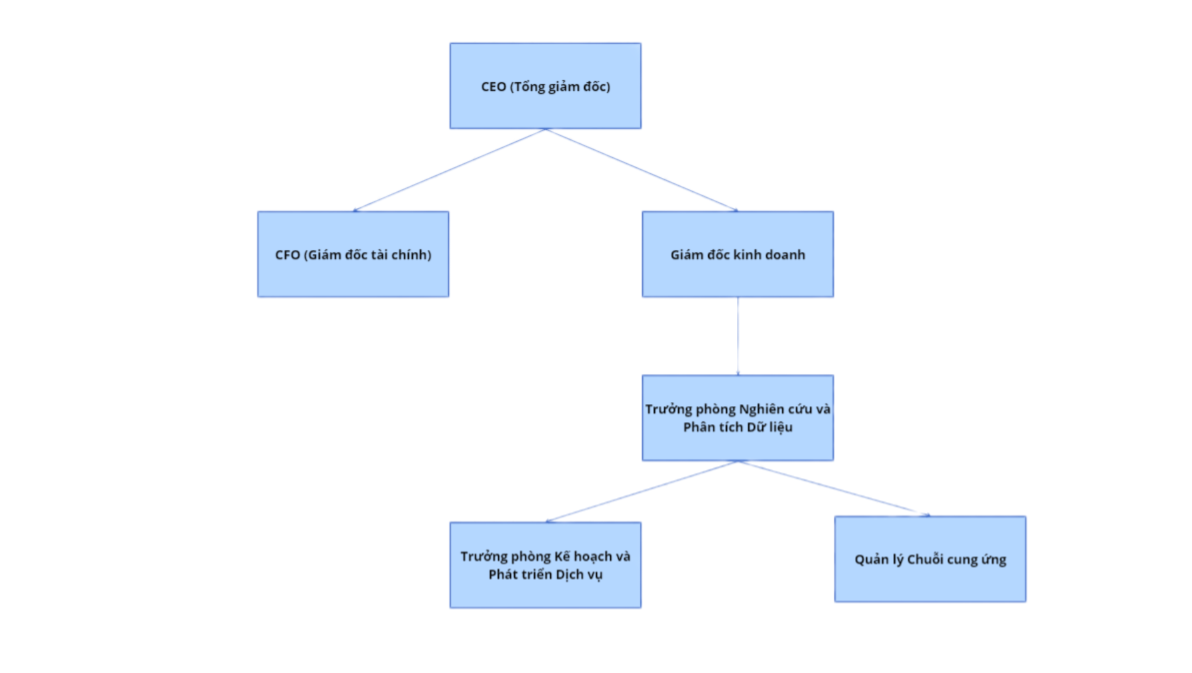 CEO (Tổng giảm đốc)
CFO (Giám đốc tài chính)
Giám đốc kinh doanh
Trưởng phòng Nghiên cứu và
Phân tích Dữ liệu
Trưởng phòng Kế hoạch và
Phát triển Dịch vụ
Quản lý Chuỗi cung ứng